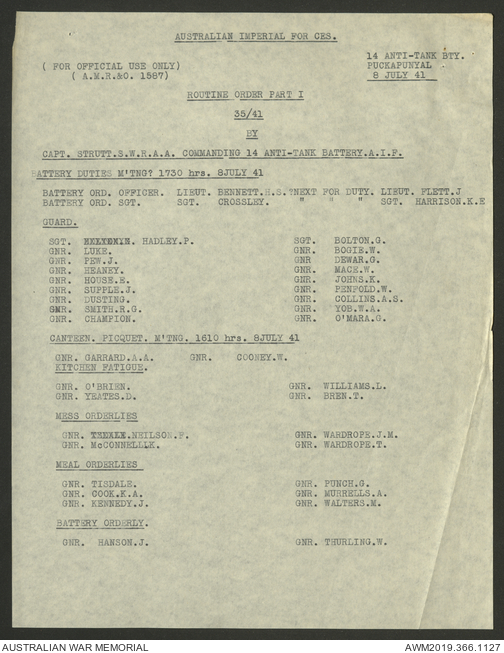 AUSTRALIAN IMPERIAL FOR CES.
14 ANTI-TANK BTY.
( FOR OFFICIAL USE ONLY) PUCKAPUNYAL
( A.M.R.&O. 1587) 8 JULY 41
ROUTINE ORDER PART I
35/41
BY
CAPT. STRUTT.S.W.R.A.A. COMMANDING 14 ANTI-TANK BATTERY.A.I.F.
BATTERY DUTIES M'TNG? 1730 hrs. 8JULY 41
BATTERY ORD. OFFICER. LIEUT. BENNETT.H.S.?NEXT FOR DUTY. LIEUT. FLETT.J
BATTERY ORD. SGT. SGT. CROSSLEY. " " " SGT. HARRISON.K.E
GUARD.
SGT. HADLEY.P. SGT. BOLTON.G.
GNR. LUKE. GNR. BOGIE.W.
GNR. PEW.J. GNR DEWAR.G.
GNR. HEANEY. GNR. MACE.W.
GNR. HOUSE.E. GNR. JOHNS.K.
GNR. SUPPLE.J. GNR. PENFOLD.W.
GNR. DUSTING. GNR. COLLINS.A.S.
GNR. SMITH.R.G. GNR. YOB.W.A.
GNR. CHAMPION. GNR. O'MARA.G.
CANTEEN. PICQUET. M'TNG. 1610 hrs. 8JULY 41
GNR. GARRARD.A.A. GNR. COONEY.W.
KITCHEN FATIGUE.
GNR. O'BRIEN. GNR. WILLIAMS.L.
GNR. YEATES.D. GNR. BREN.T.
MESS ORDERLIES
GNR. NEILSON.P. GNR. WARDROPE.J.M.
GNR. McCONNELLLK. GNR. WARDROPE.T.
MEAL ORDERLIES
GNR. TISDALE. GNR. PUNCH.G.
GNR. COOK.K.A. GNR. MURRELLS.A.
GNR. KENNEDY.J. GNR. WALTERS.M.
BATTERY ORDERLY.
GNR. HANSON.J. GNR. THURLING.W.
AUSTRALIAN WAR MEMORIAL AWM2019.366.1127